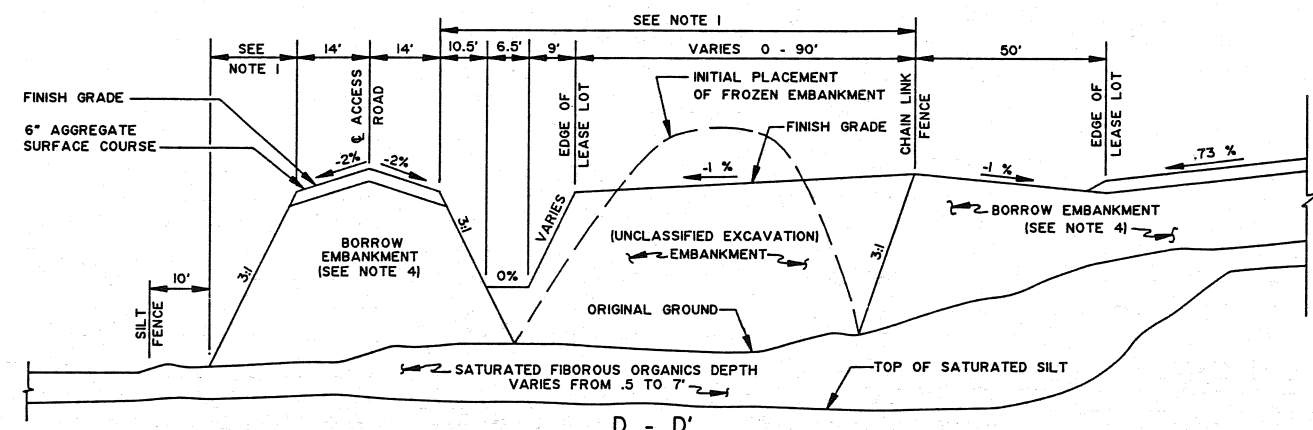 SEE NOTE 1
SEE
NOTE 1
14'
14'
10.5'
6.5'
9'
VARIES 0 - 90'
50'
FINISH GRADE
6" AGGREGATE
SURFACE COURSE
℄ ACCESS
ROAD
EDGE OF
LEASE LOT
INITIAL PLACEMENT
OF FROZEN EMBANKMENT
FINISH GRADE
CHAIN LINK
FENCE
EDGE OF
LEASE LOT
-2%
-2%
-1 %
-1 %
.73 %
3:1
BORROW
EMBANKMENT
(SEE NOTE 4)
3:1
0%
VARIES
(UNCLASSIFIED EXCAVATION)
EMBANKMENT
3:1
BORROW EMBANKMENT
(SEE NOTE 4)
10'
SILT
FENCE
ORIGINAL GROUND
SATURATED FIBOROUS ORGANICS DEPTH
VARIES FROM .5 TO 7'
TOP OF SATURATED SILT
D - D'